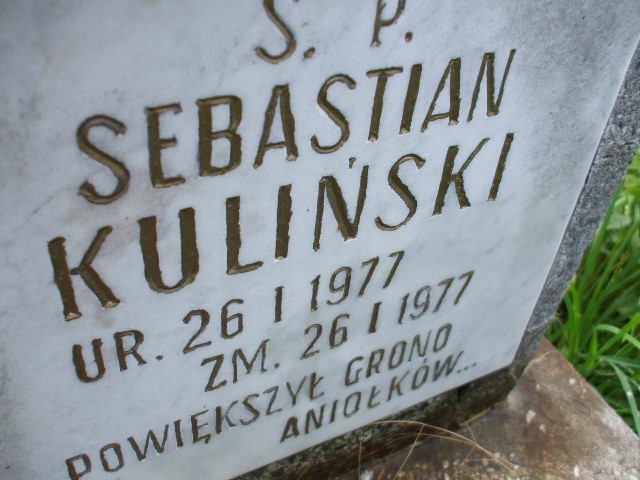 Ś. P.
SEBASTIAN
KULIŃSKI
UR. 26 I 1977
ZM. 26 I 1977
POWIĘKSZYŁ GRONO
ANIOŁKÓW...